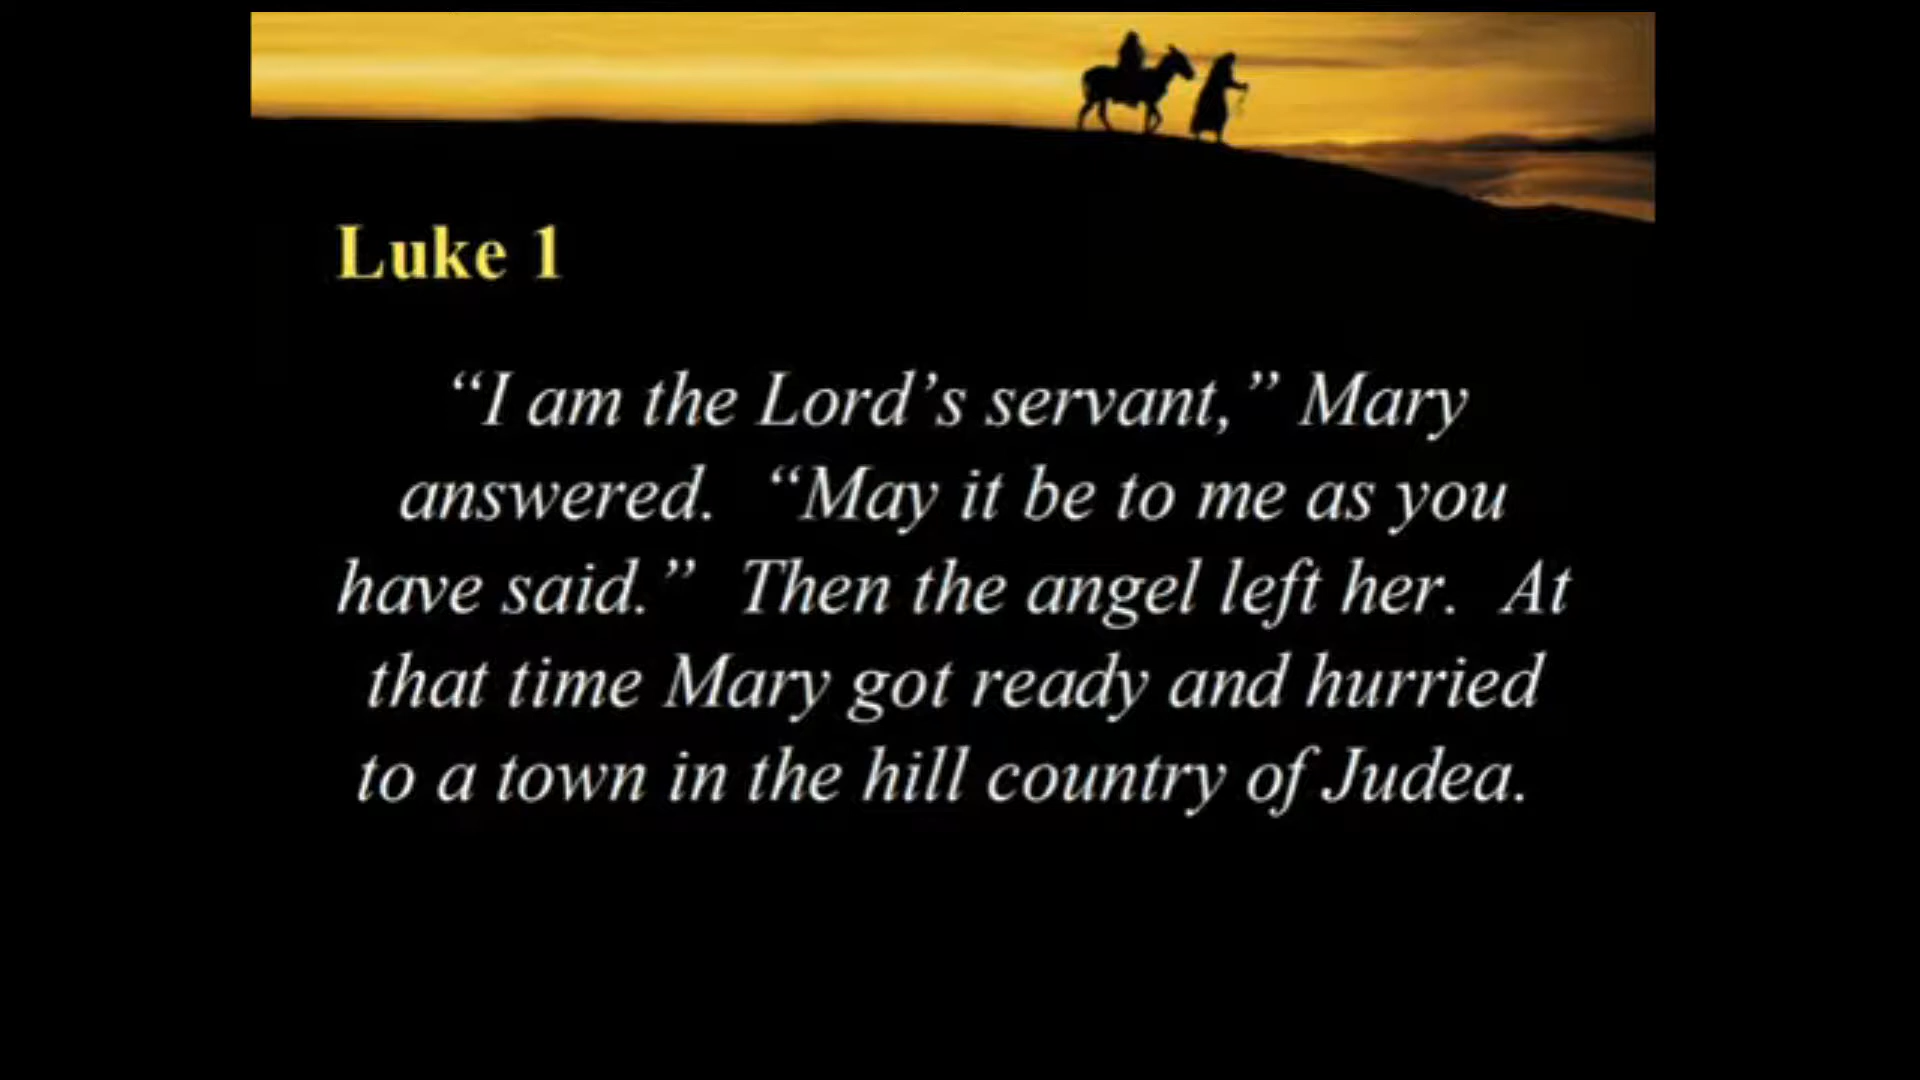 Luke 1
“I am the Lord’s servant,” Mary
answered.  “May it be to me as you
have said.”  Then the angel left her.  At
that time Mary got ready and hurried
to a town in the hill country of Judea.